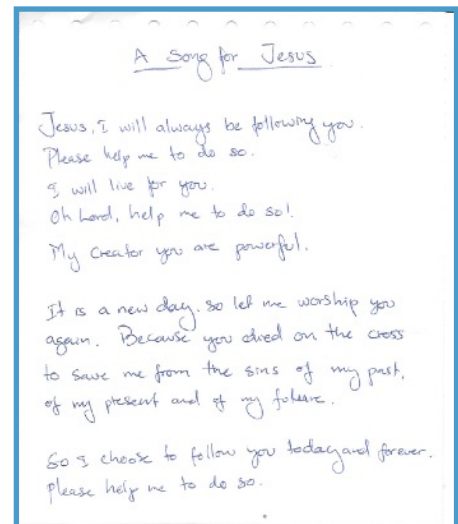 A Song for Jesus
Jesus, I will always be following you.
Please help me to do so.
I will live for you.
Oh Lord, help me to do so!
My Creator you are powerful.
It is a new day. so let me worship you
again. Because you died on the cross
to save me from the sins of my past,
of my present and of my future.
So I choose to follow you today and forever.
Please help me to do so.